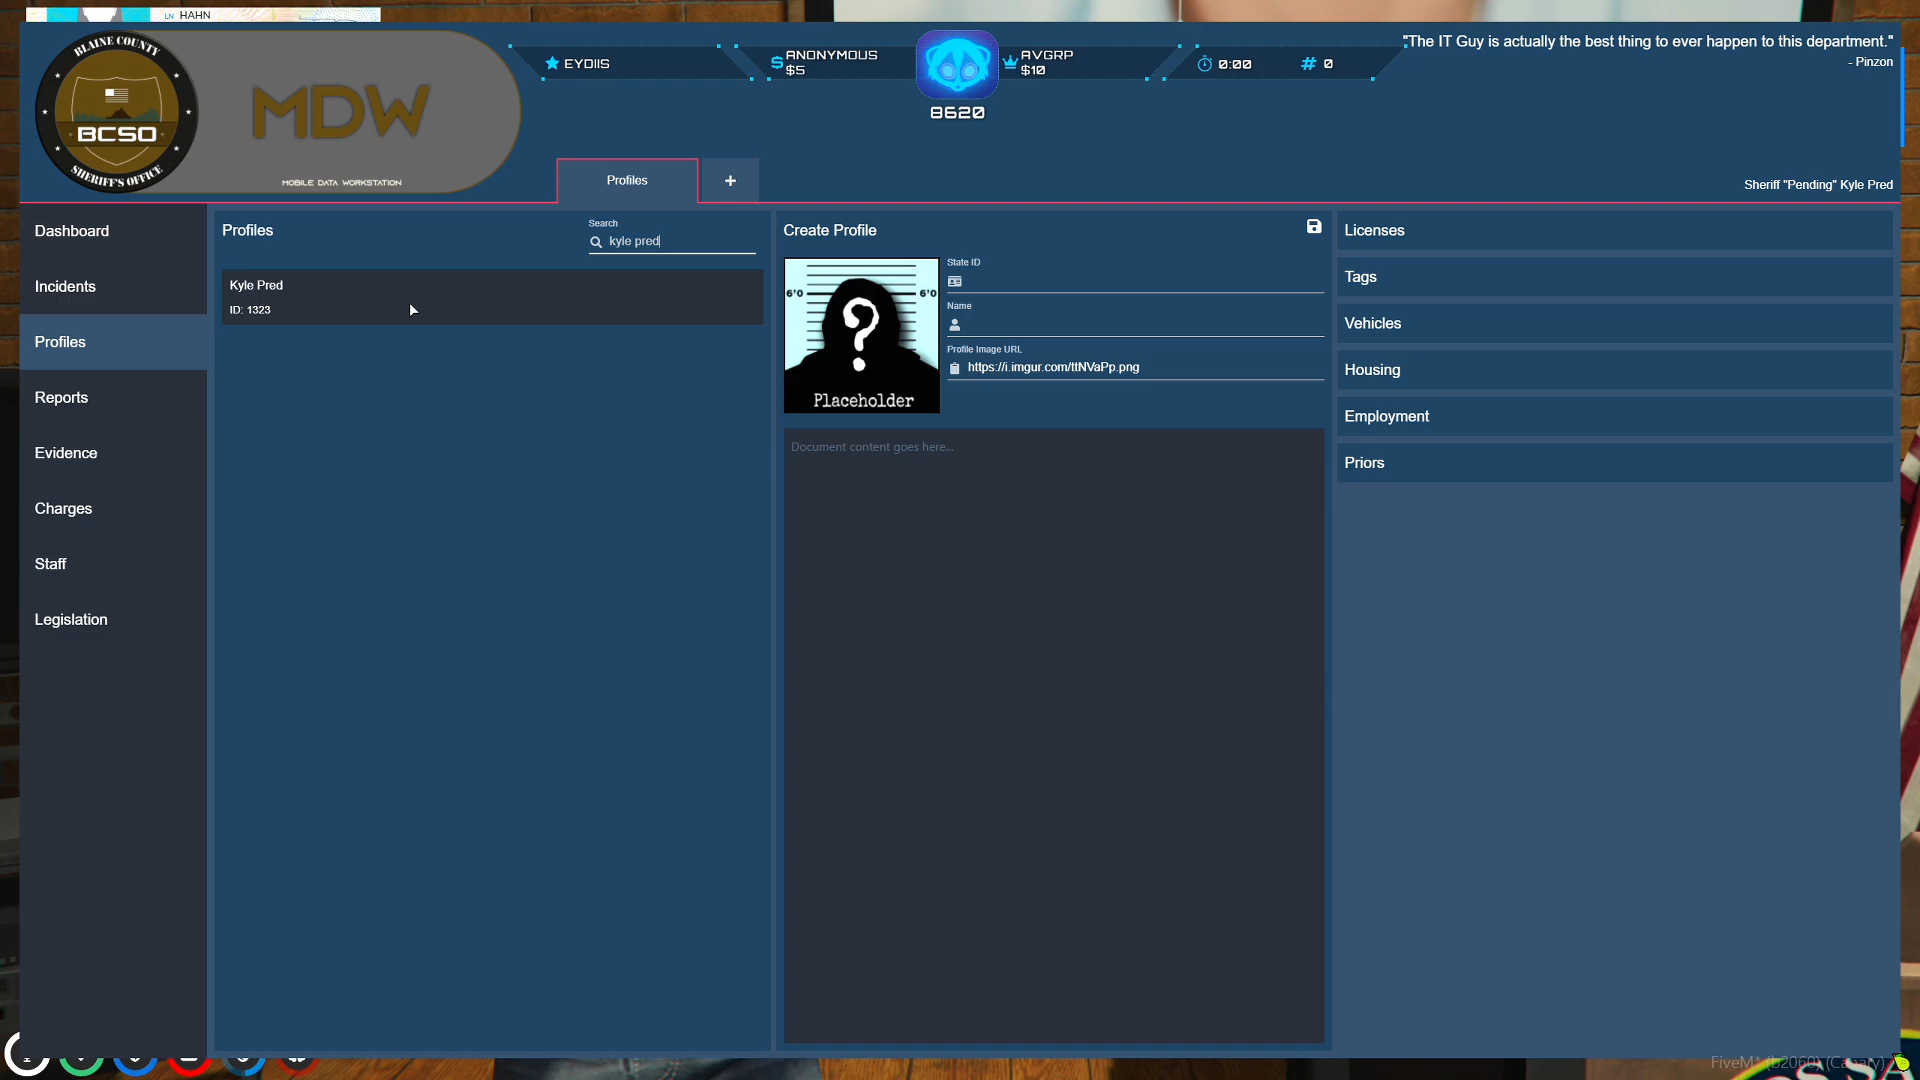 LN HAHN
BLAINE COUNTY
BCSO
SHERIFF'S OFFICE
MDW
MOBILE DATA WORKSTATION
EYDIIS
ANONYMOUS
$5
8620
AVGRP
$10
0:00
# 0
"The IT Guy is actually the best thing to ever happen to this department."
- Pinzon
Profiles
+
Sheriff "Pending" Kyle Pred
Dashboard
Incidents
Profiles
Reports
Evidence
Charges
Staff
Legislation
Profiles
Search
kyle pred
Kyle Pred
ID: 1323
Create Profile
6'0 6'0
?
Placeholder
State ID
Name
Profile Image URL
https://i.imgur.com/ttNVaPp.png
Document content goes here...
Licenses
Tags
Vehicles
Housing
Employment
Priors
FiveM* (b2060) (Canary)